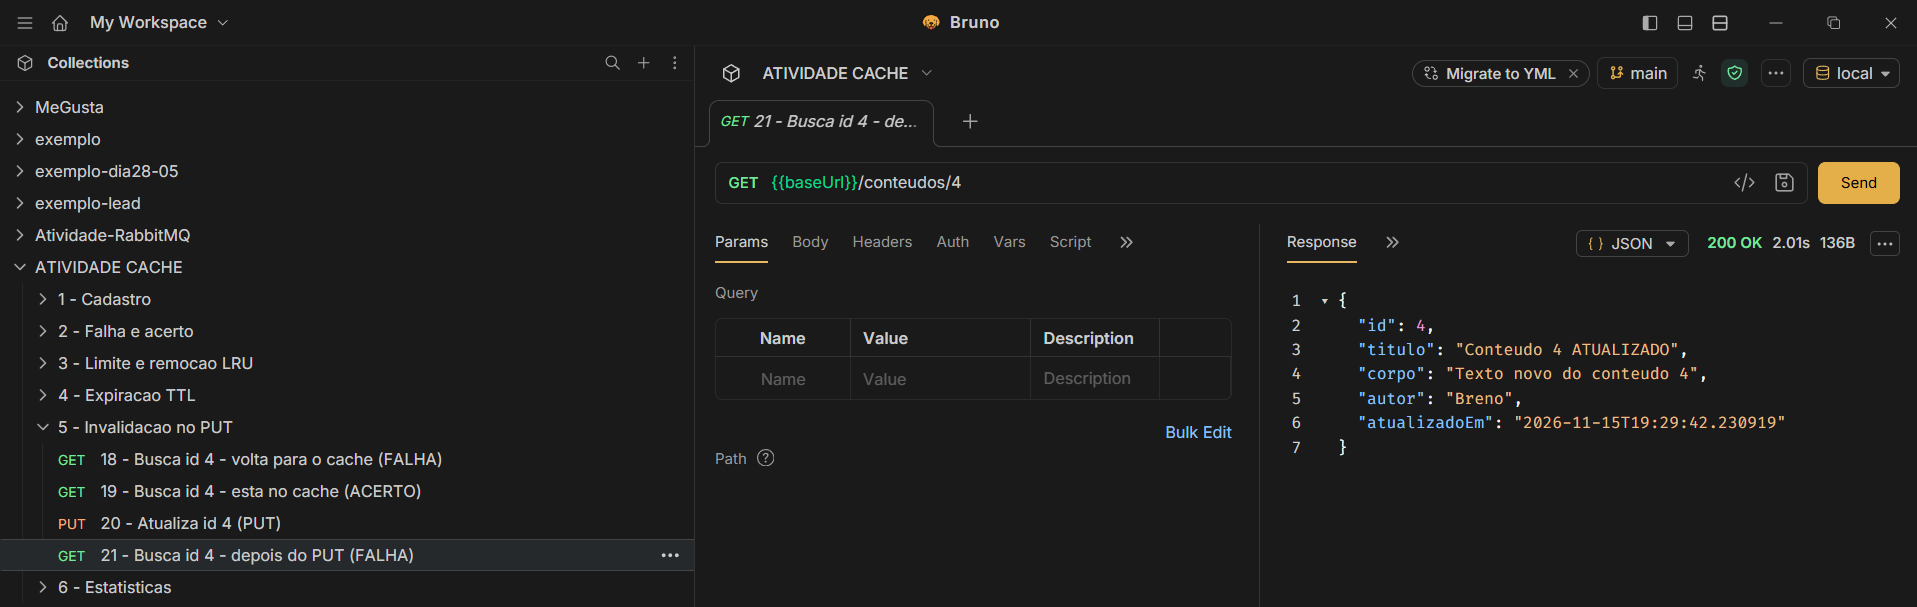 My Workspace
Bruno
Collections
MeGusta
exemplo
exemplo-dia28-05
exemplo-lead
Atividade-RabbitMQ
ATIVIDADE CACHE
1 - Cadastro
2 - Falha e acerto
3 - Limite e remocao LRU
4 - Expiracao TTL
5 - Invalidacao no PUT
GET 18 - Busca id 4 - volta para o cache (FALHA)
GET 19 - Busca id 4 - esta no cache (ACERTO)
PUT 20 - Atualiza id 4 (PUT)
GET 21 - Busca id 4 - depois do PUT (FALHA)
6 - Estatisticas
ATIVIDADE CACHE
Migrate to YML
main
local
GET 21 - Busca id 4 - de...
GET {{baseUrl}}/conteudos/4
Send
Params Body Headers Auth Vars Script
Query
Name Value Description
Name Value Description
Bulk Edit
Path
Response
{ } JSON 200 OK 2.01s 136B
1 {
2 "id": 4,
3 "titulo": "Conteudo 4 ATUALIZADO",
4 "corpo": "Texto novo do conteudo 4",
5 "autor": "Breno",
6 "atualizadoEm": "2026-11-15T19:29:42.230919"
7 }